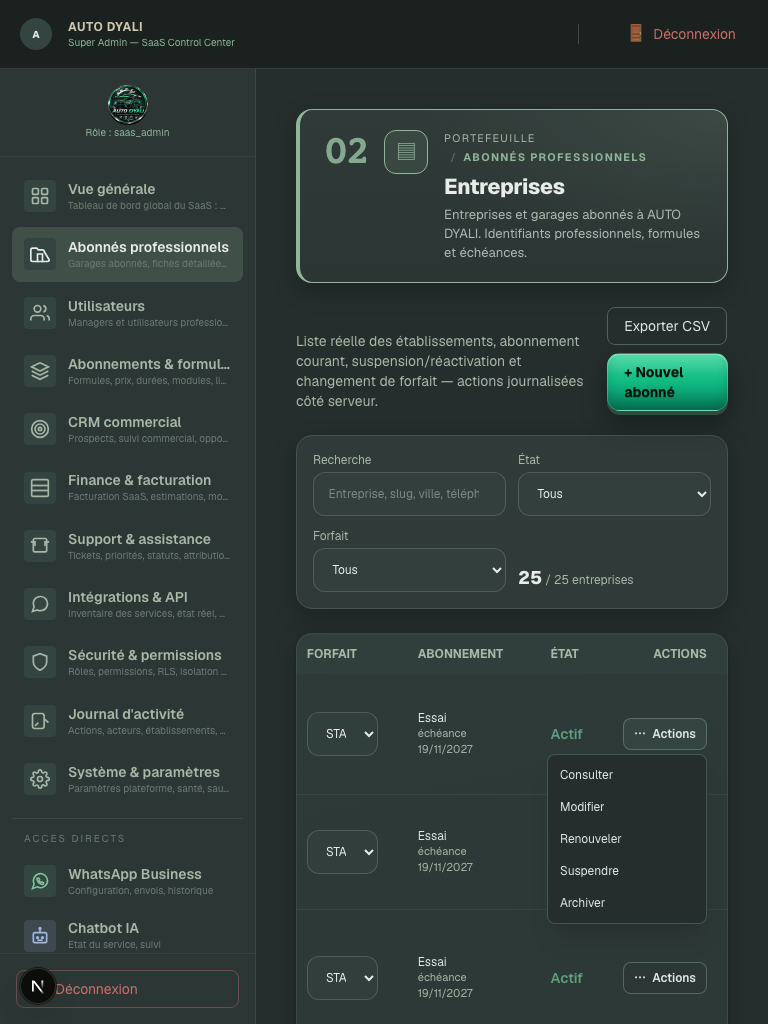 A
AUTO DYALI
Super Admin — SaaS Control Center
Déconnexion
AUTO DYALI
Rôle : saas_admin
Vue générale
Tableau de bord global du SaaS : ...
Abonnés professionnels
Garages abonnés, fiches détaillée...
Utilisateurs
Managers et utilisateurs professio...
Abonnements & formul...
Formules, prix, durées, modules, li...
CRM commercial
Prospects, suivi commercial, oppo...
Finance & facturation
Facturation SaaS, estimations, mo...
Support & assistance
Tickets, priorités, statuts, attributio...
Intégrations & API
Inventaire des services, état réel, ...
Sécurité & permissions
Rôles, permissions, RLS, isolation ...
Journal d'activité
Actions, acteurs, établissements, ...
Système & paramètres
Paramètres plateforme, santé, sau...
ACCES DIRECTS
WhatsApp Business
Configuration, envois, historique
Chatbot IA
Etat du service, suivi
N
Déconnexion
02
PORTEFEUILLE
/ ABONNÉS PROFESSIONNELS
Entreprises
Entreprises et garages abonnés à AUTO
DYALI. Identifiants professionnels, formules
et échéances.
Liste réelle des établissements, abonnement
courant, suspension/réactivation et
changement de forfait — actions journalisées
côté serveur.
Exporter CSV
+ Nouvel
abonné
Recherche
Entreprise, slug, ville, téléph
État
Tous
Forfait
Tous
25 / 25 entreprises
FORFAIT ABONNEMENT ÉTAT ACTIONS
STA
Essai
échéance
19/11/2027
Actif
··· Actions
Consulter
Modifier
Renouveler
Suspendre
Archiver
STA
Essai
échéance
19/11/2027
STA
Essai
échéance
19/11/2027
Actif
··· Actions